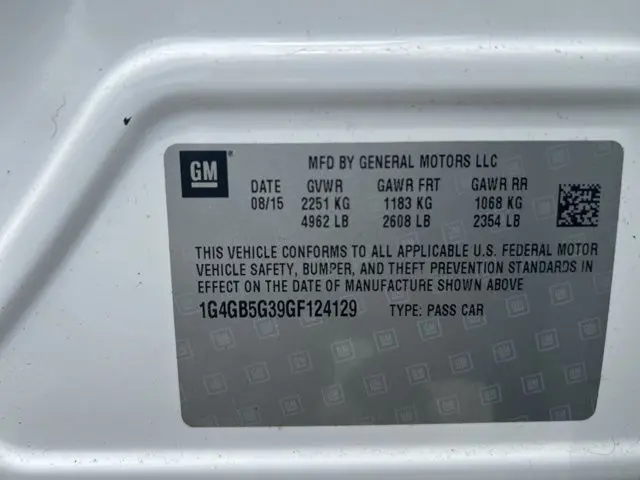 GM
MFD BY GENERAL MOTORS LLC
DATE GVWR GAWR FRT GAWR RR
08/15 2251 KG 1183 KG 1068 KG
4962 LB 2608 LB 2354 LB
THIS VEHICLE CONFORMS TO ALL APPLICABLE U.S. FEDERAL MOTOR
VEHICLE SAFETY, BUMPER, AND THEFT PREVENTION STANDARDS IN
EFFECT ON THE DATE OF MANUFACTURE SHOWN ABOVE
1G4GB5G39GF124129 TYPE: PASS CAR